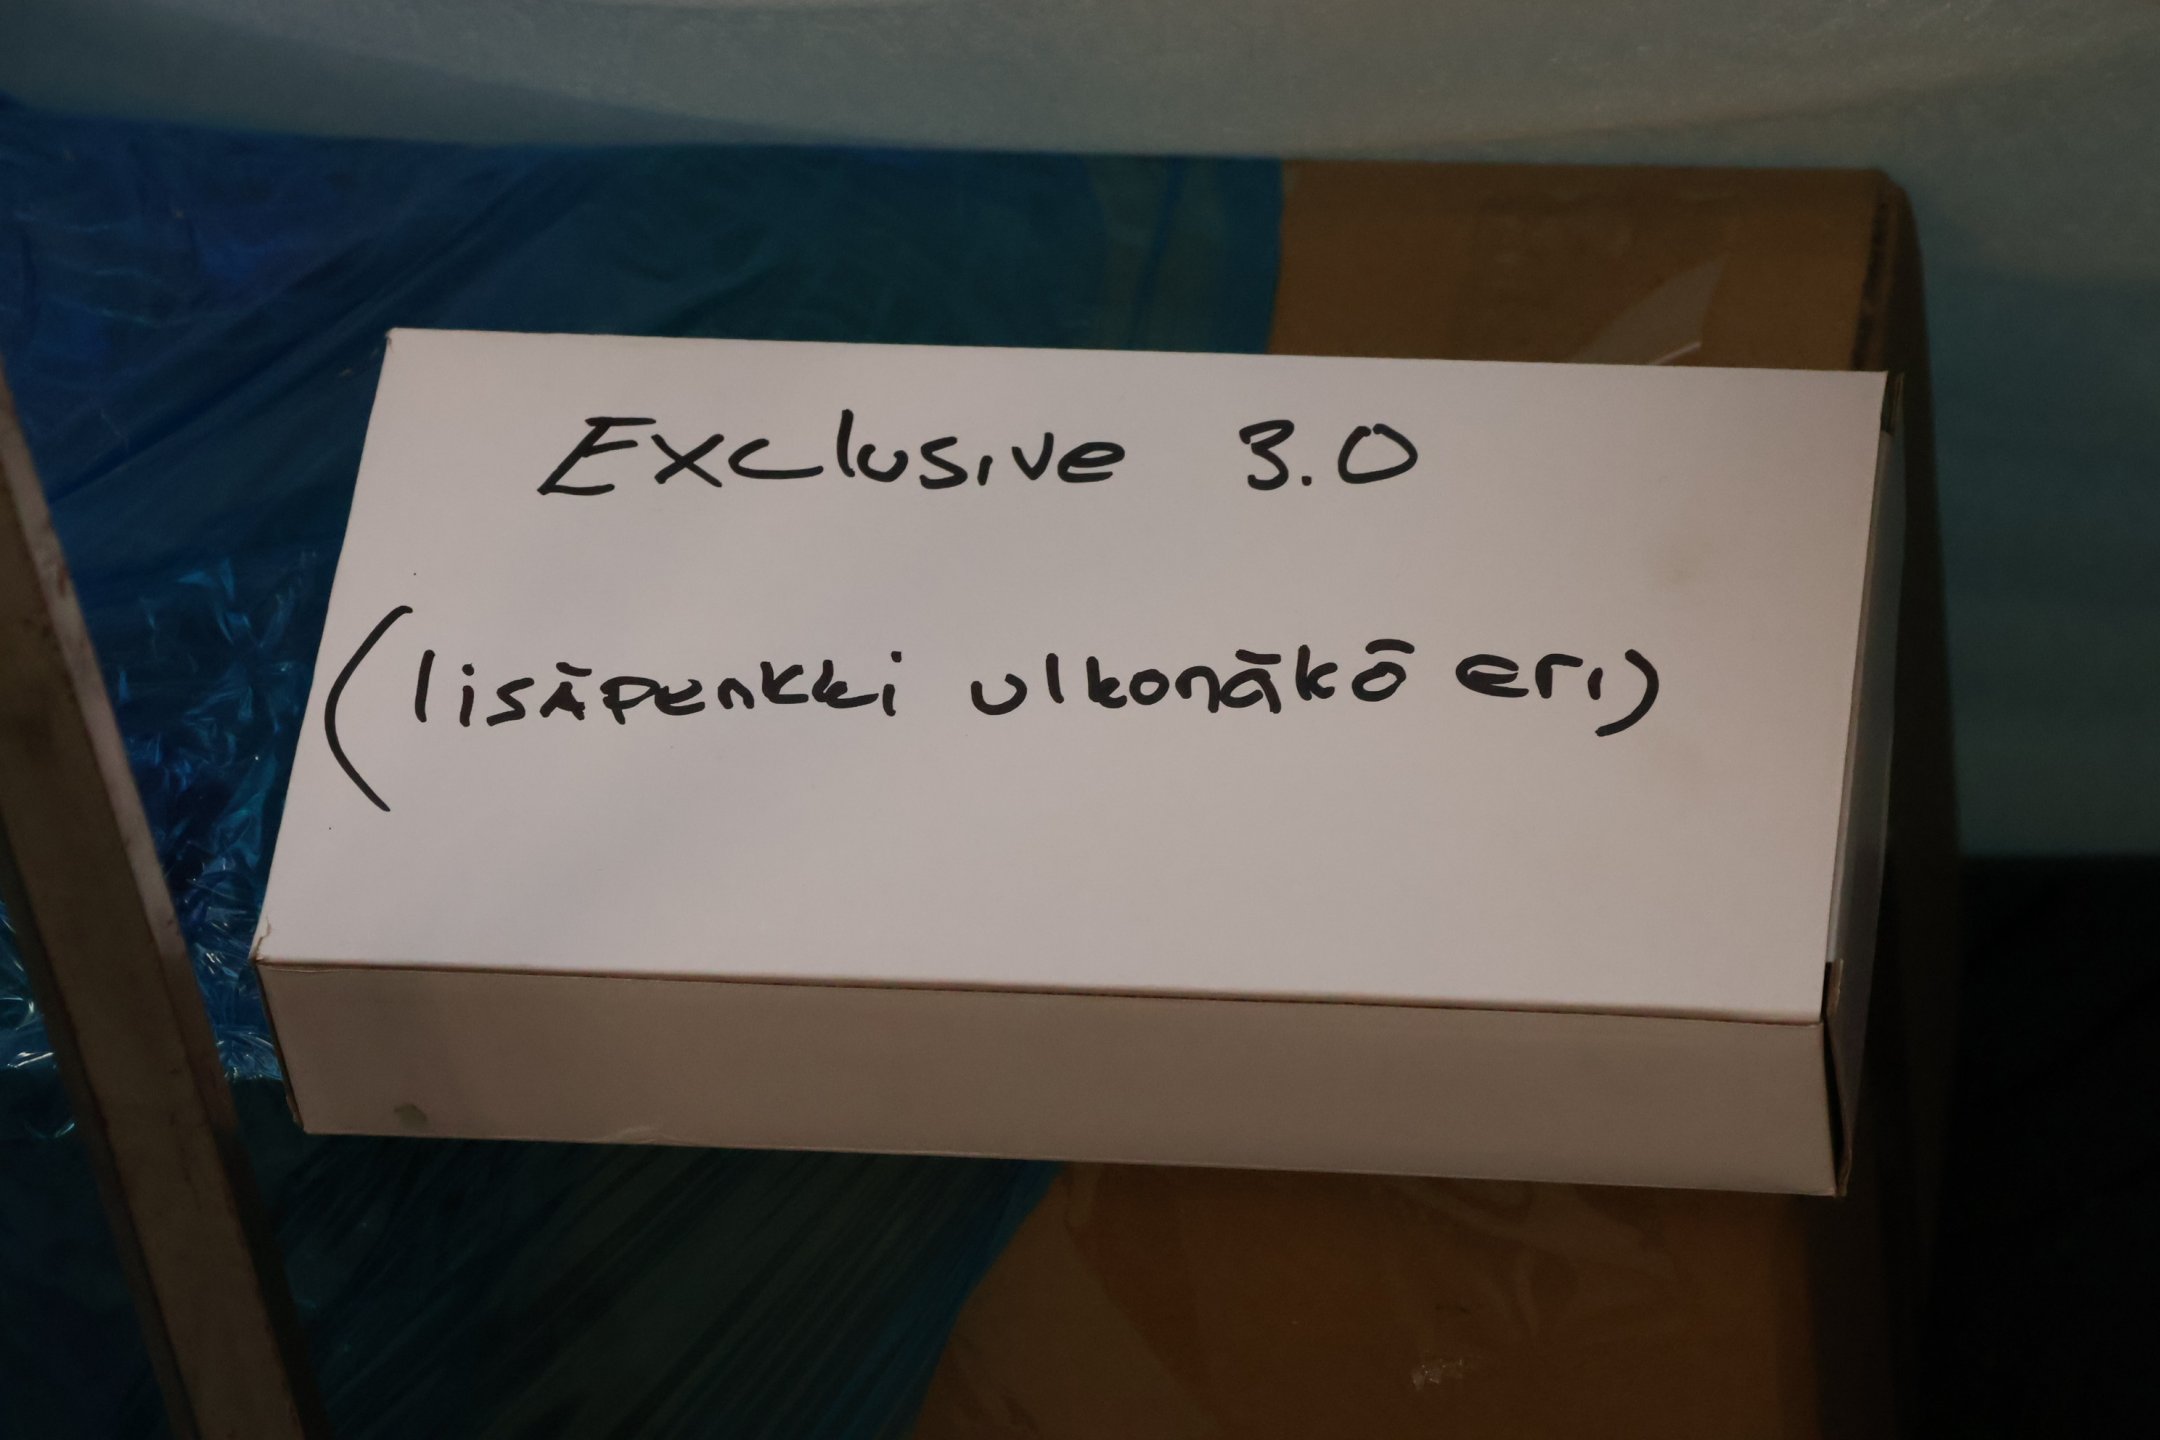 Exclusive 3.0
(lisäpenkki ulkonäkö eri)